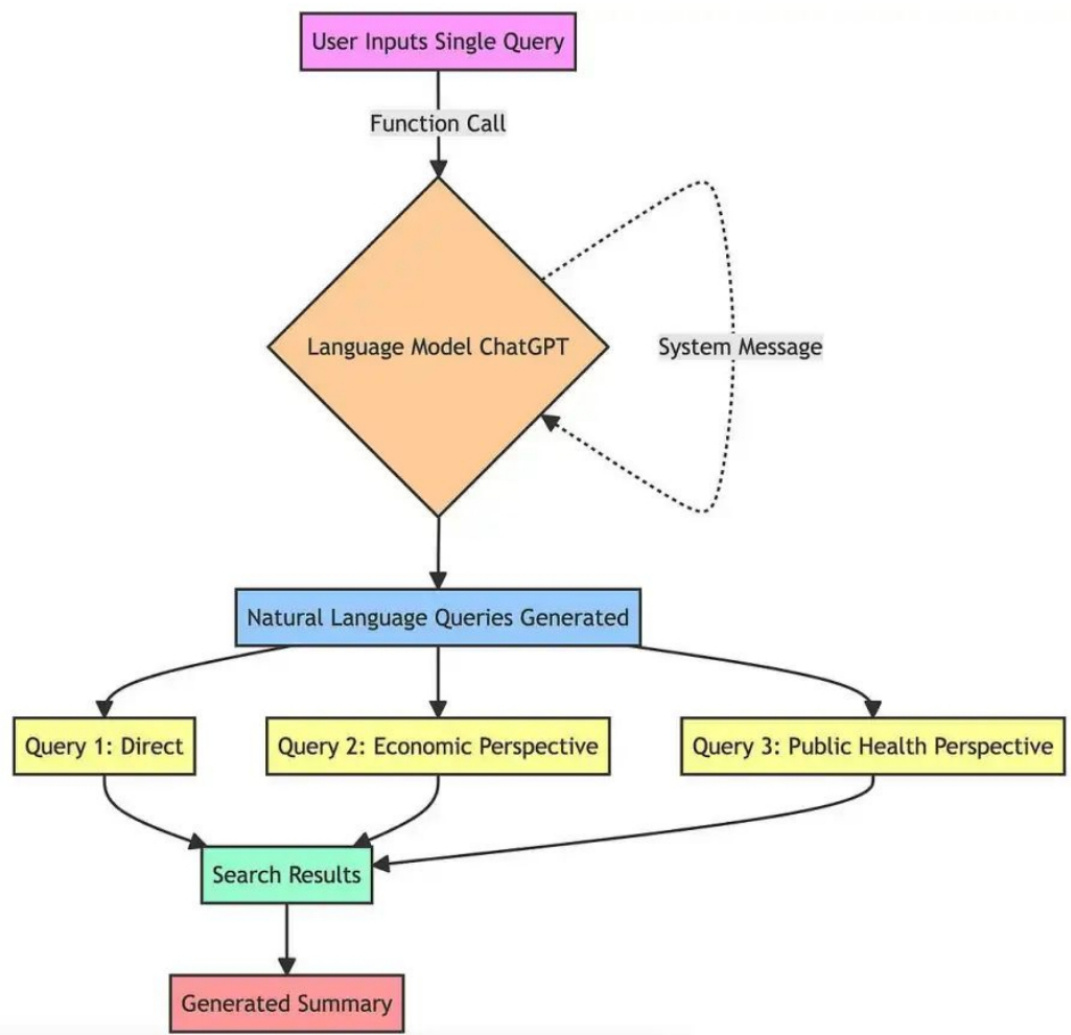 User Inputs Single Query
Function Call
Language Model ChatGPT
System Message
Natural Language Queries Generated
Query 1: Direct
Query 2: Economic Perspective
Query 3: Public Health Perspective
Search Results
Generated Summary